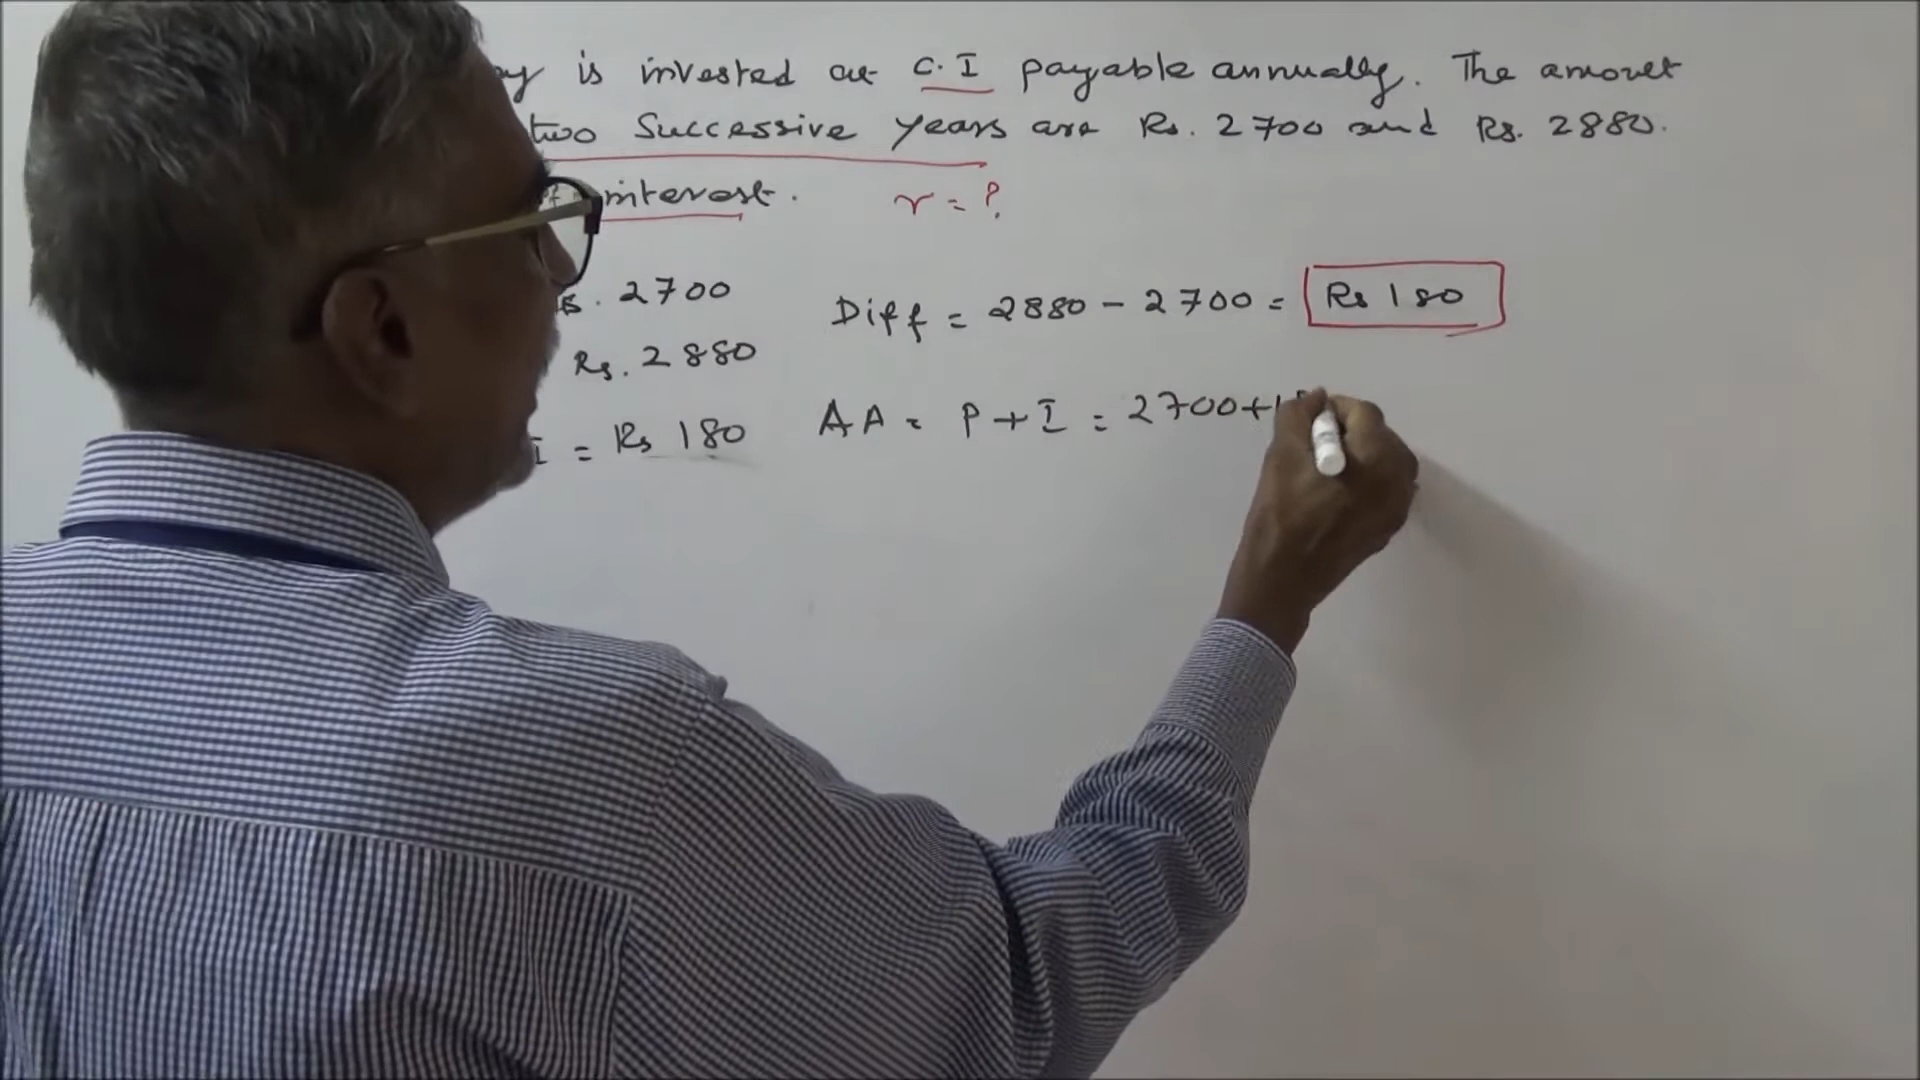 is invested at C.I payable annually. The amount
two Successive years are Rs. 2700 and Rs. 2880.
interest. r = ?
2700 Diff = 2880 - 2700 = Rs 180
Rs. 2880
I = Rs 180 AA = P + I = 2700+1